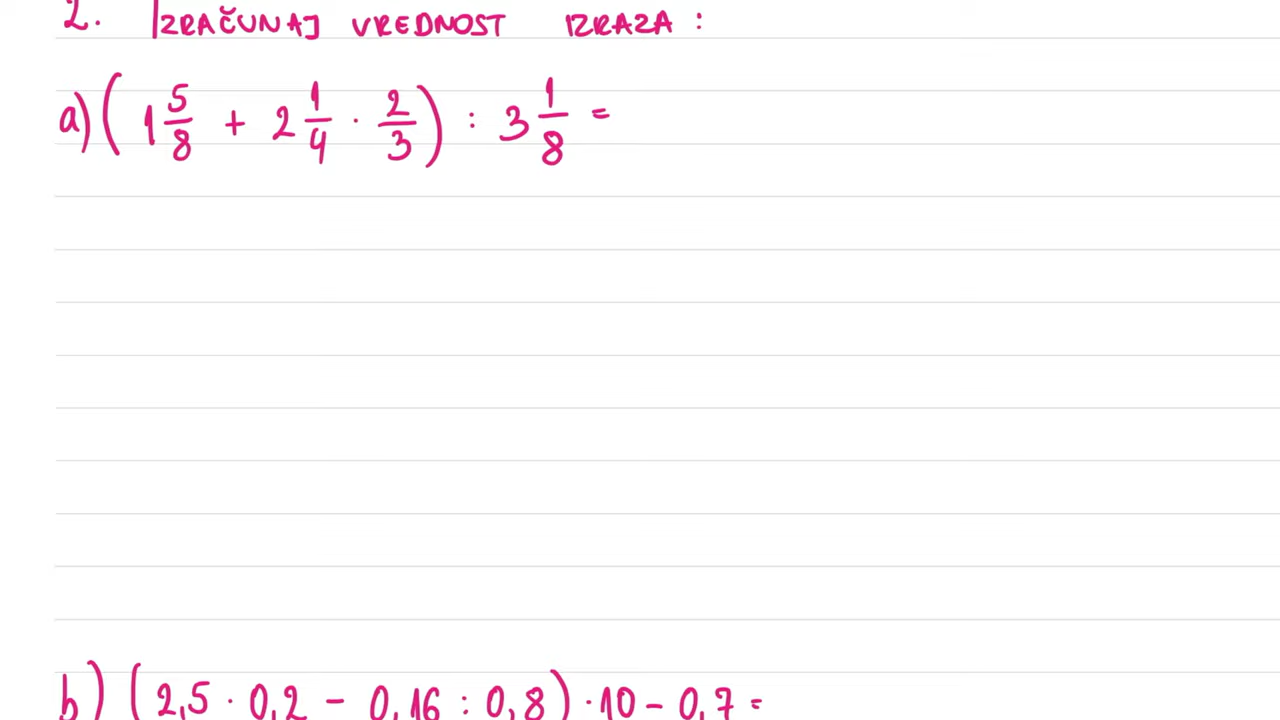 2. IZRAČUNAJ VREDNOST IZRAZA :
a) ( 1 5/8 + 2 1/4 · 2/3 ) : 3 1/8 =
b) ( 2,5 · 0,2 - 0,16 : 0,8 ) · 10 - 0,7 =